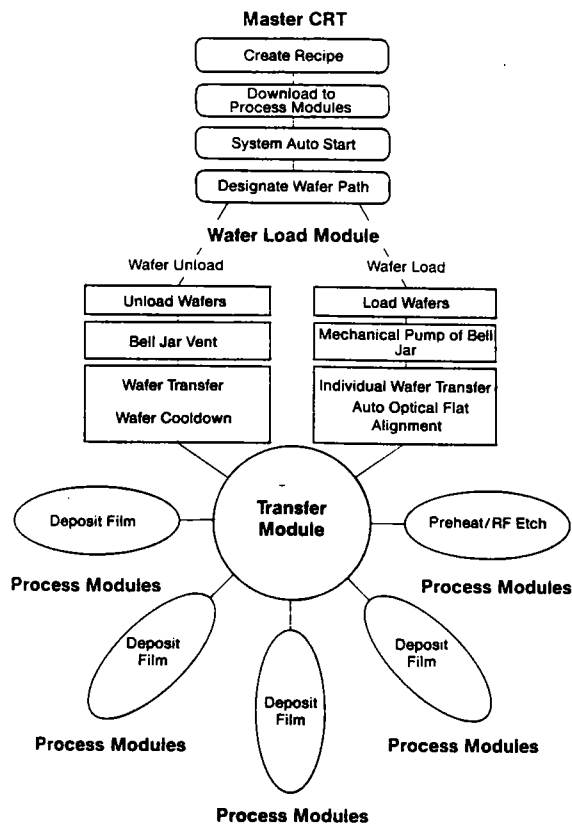 Master CRT
Create Recipe
Download to
Process Modules
System Auto Start
Designate Wafer Path
Wafer Load Module
Wafer Unload
Wafer Load
Unload Wafers
Load Wafers
Bell Jar Vent
Mechanical Pump of Bell
Jar
Wafer Transfer
Wafer Cooldown
Individual Wafer Transfer
Auto Optical Flat
Alignment
Transfer
Module
Deposit Film
Preheat/RF Etch
Process Modules
Process Modules
Deposit
Film
Deposit
Film
Deposit
Film
Process Modules
Process Modules
Process Modules